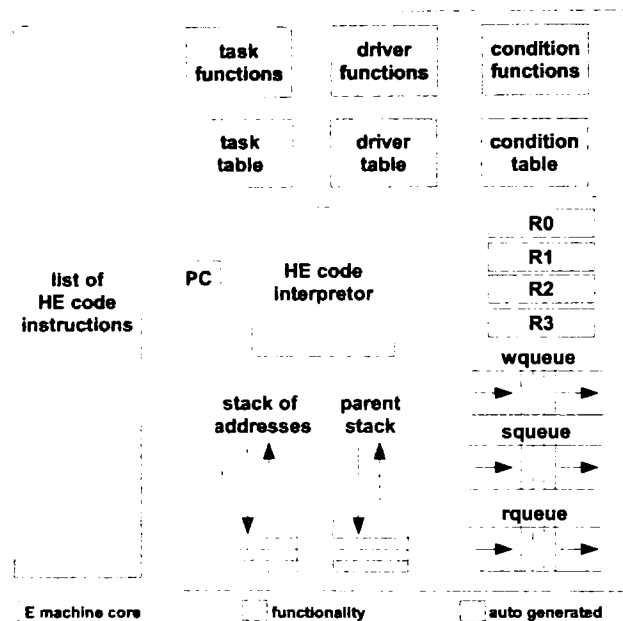 task functions
driver functions
condition functions
task table
driver table
condition table
list of HE code instructions
PC
HE code interpretor
R0
R1
R2
R3
stack of addresses
parent stack
wqueue
squeue
rqueue
E machine core
functionality
auto generated